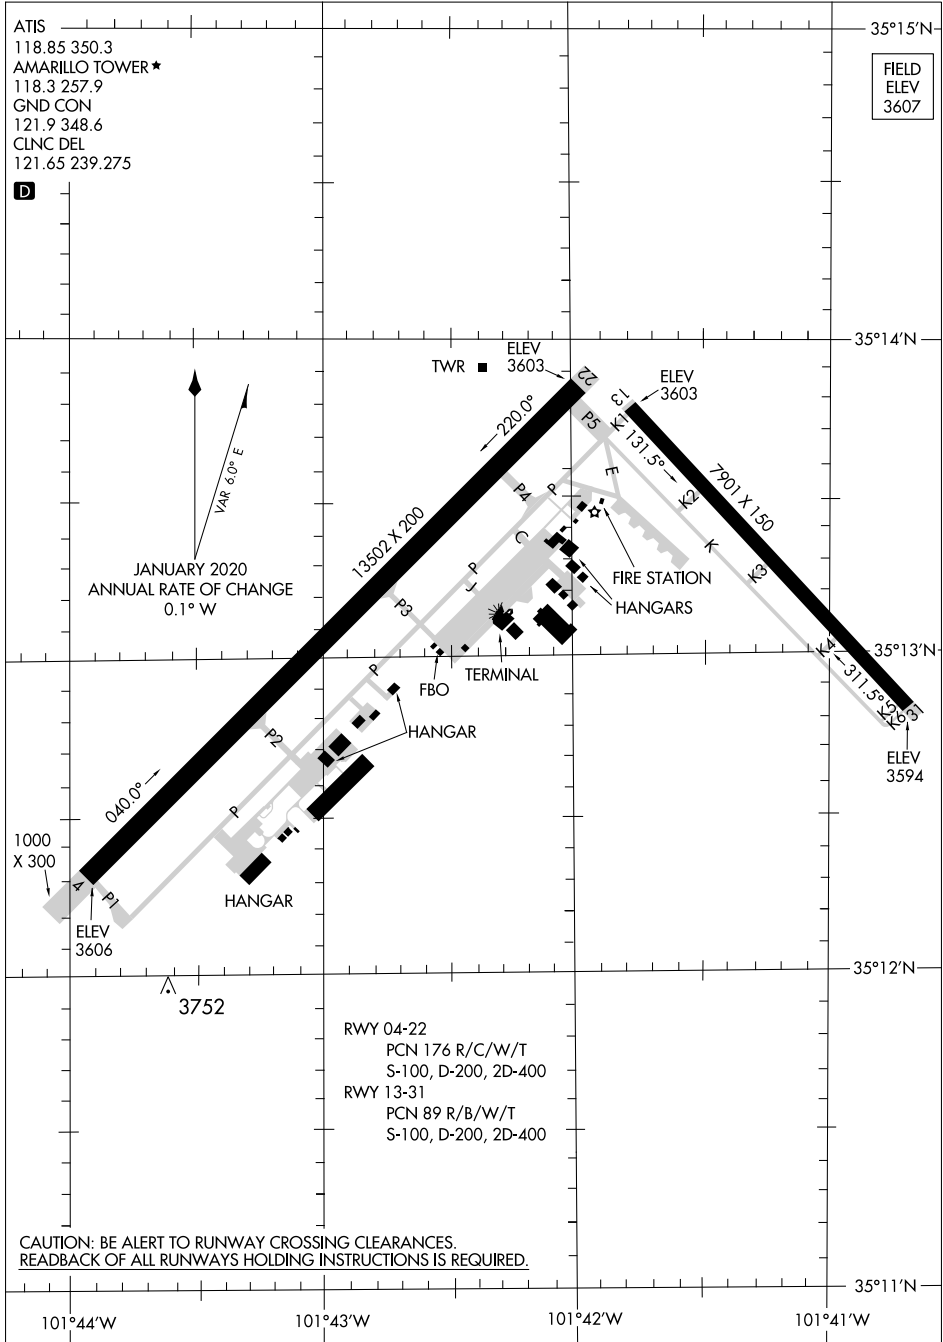 ATIS
118.85 350.3
AMARILLO TOWER★
118.3 257.9
GND CON
121.9 348.6
CLNC DEL
121.65 239.275
D
35°15'N
FIELD
ELEV
3607
35°14'N
TWR
ELEV
3603
22
ELEV
3603
13
220.0°
P5
K1
131.5°
7901 X 150
E
K2
VAR 6.0° E
P4
P
13502 X 200
C
K
JANUARY 2020
ANNUAL RATE OF CHANGE
0.1° W
P
J
FIRE STATION
K3
P3
HANGARS
K4
35°13'N
P
FBO
TERMINAL
311.5°
K5
K6
31
P2
HANGAR
ELEV
3594
040.0°
P
1000
X 300
4
P1
HANGAR
ELEV
3606
35°12'N
3752
RWY 04-22
PCN 176 R/C/W/T
S-100, D-200, 2D-400
RWY 13-31
PCN 89 R/B/W/T
S-100, D-200, 2D-400
CAUTION: BE ALERT TO RUNWAY CROSSING CLEARANCES.
READBACK OF ALL RUNWAYS HOLDING INSTRUCTIONS IS REQUIRED.
35°11'N
101°44'W
101°43'W
101°42'W
101°41'W